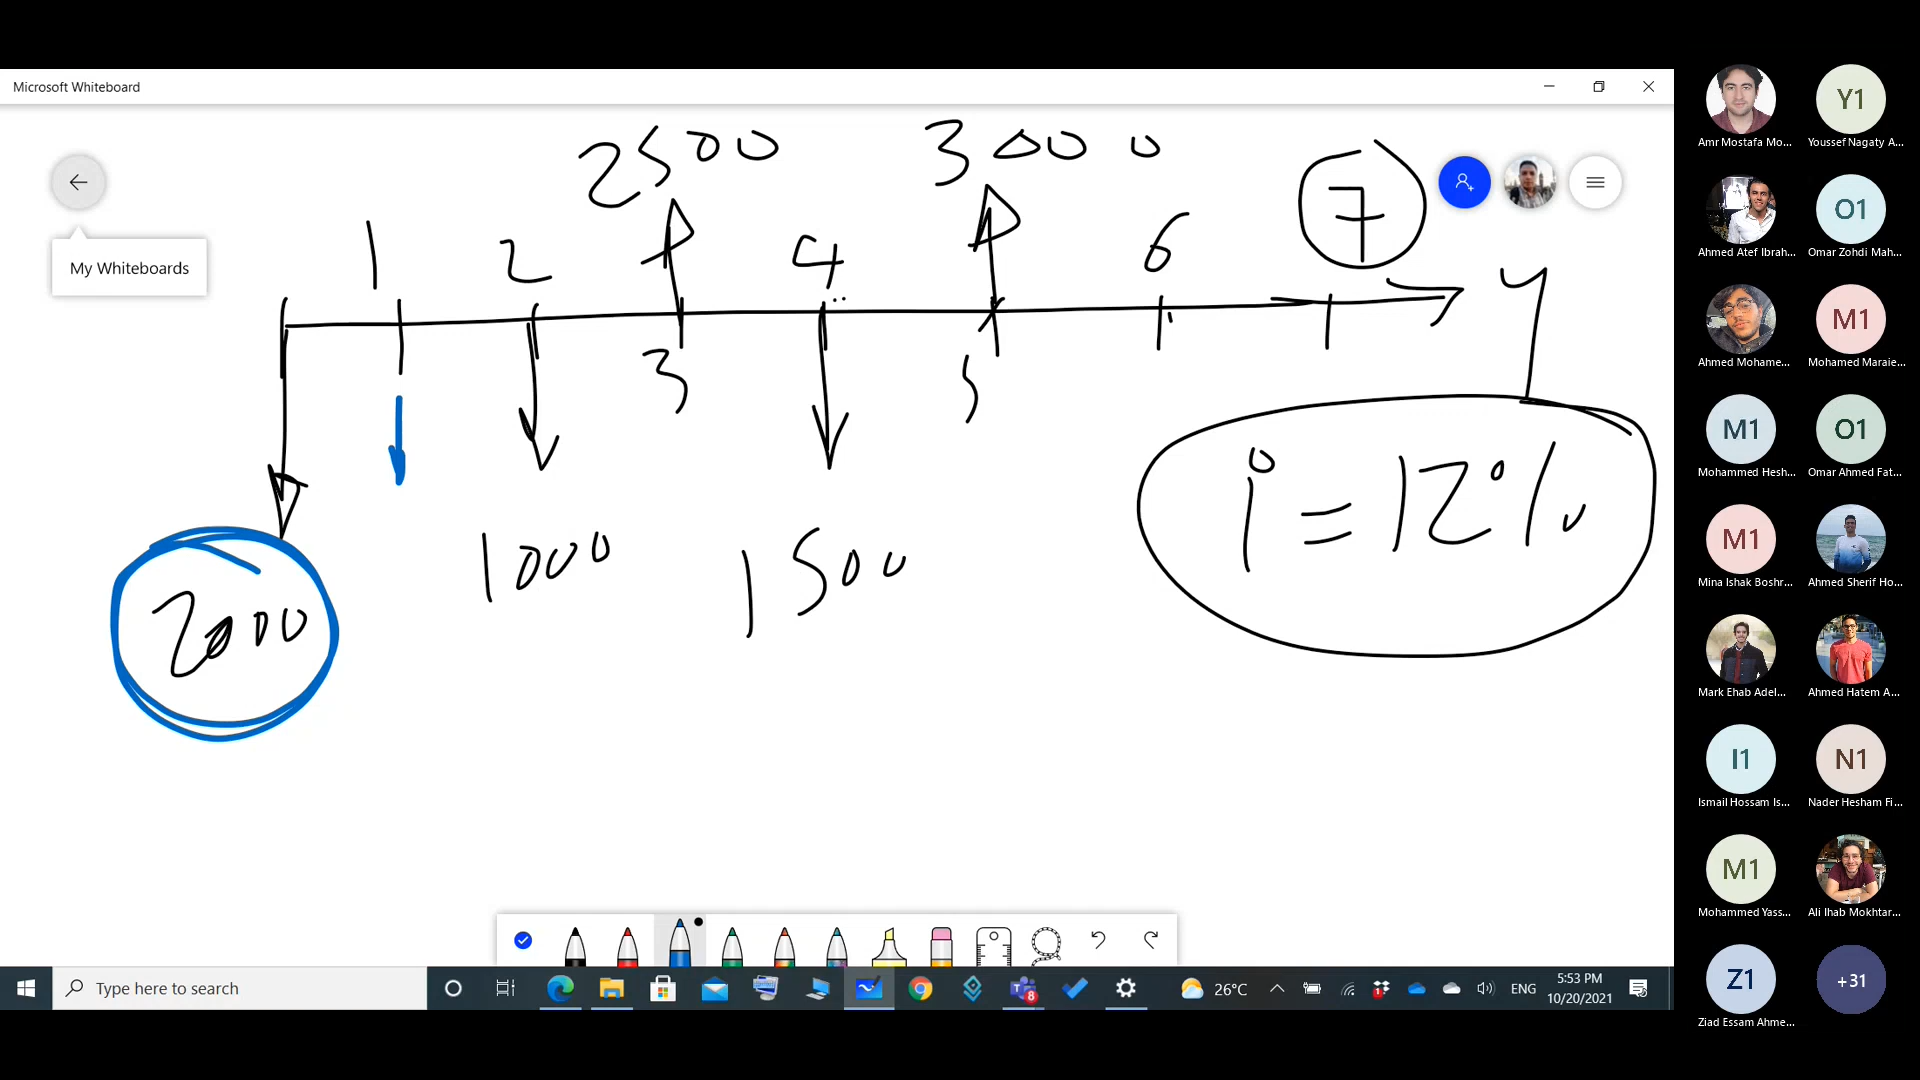 Microsoft Whiteboard
My Whiteboards
2500
3000
1
2
4
6
7
y
3
5
2000
1000
1500
i = 12%
Amr Mostafa Mo...
Youssef Nagaty A...
Ahmed Atef Ibrah...
Omar Zohdi Mah...
Ahmed Mohame...
Mohamed Maraie...
Mohammed Hesh...
Omar Ahmed Fat...
Mina Ishak Boshr...
Ahmed Sherif Ho...
Mark Ehab Adel...
Ahmed Hatem A...
Ismail Hossam Is...
Nader Hesham Fi...
Mohammed Yass...
Ali Ihab Mokhtar...
Ziad Essam Ahme...
Y1
O1
M1
M1
O1
M1
I1
N1
M1
Z1
+31
Type here to search
8
26°C
1
ENG
5:53 PM
10/20/2021